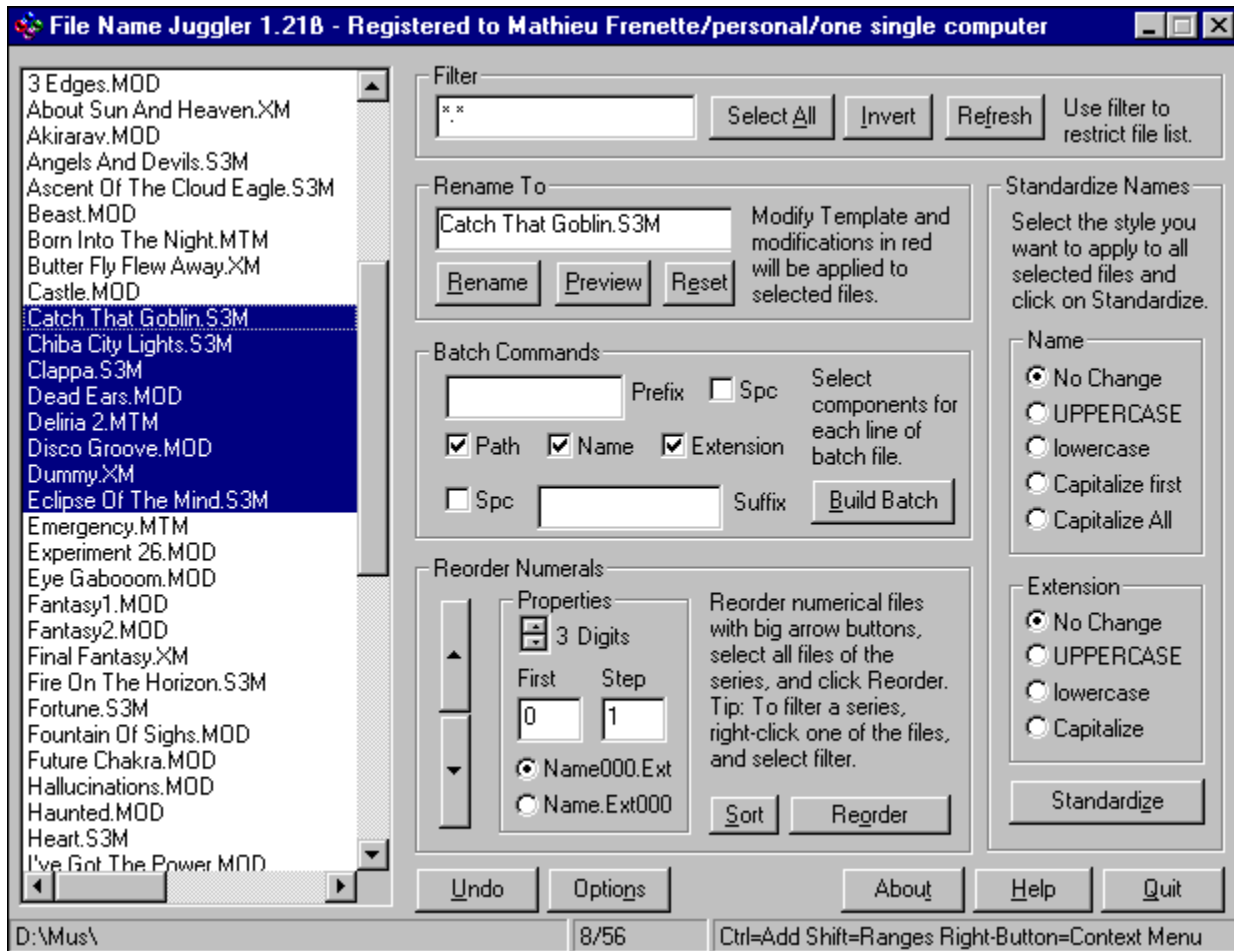 File Name Juggler 1.21ß - Registered to Mathieu Frenette/personal/one single computer
3 Edges.MOD
About Sun And Heaven.XM
Akirarav.MOD
Angels And Devils.S3M
Ascent Of The Cloud Eagle.S3M
Beast.MOD
Born Into The Night.MTM
Butter Fly Flew Away.XM
Castle.MOD
Catch That Goblin.S3M
Chiba City Lights.S3M
Clappa.S3M
Dead Ears.MOD
Deliria 2.MTM
Disco Groove.MOD
Dummy.XM
Eclipse Of The Mind.S3M
Emergency.MTM
Experiment 26.MOD
Eye Gabooom.MOD
Fantasy1.MOD
Fantasy2.MOD
Final Fantasy.XM
Fire On The Horizon.S3M
Fortune.S3M
Fountain Of Sighs.MOD
Future Chakra.MOD
Hallucinations.MOD
Haunted.MOD
Heart.S3M
I've Got The Power.MOD
Filter
*.*
Select All
Invert
Refresh
Use filter to
restrict file list.
Rename To
Catch That Goblin.S3M
Rename
Preview
Reset
Modify Template and
modifications in red
will be applied to
selected files.
Batch Commands
Prefix
Spc
Path
Name
Extension
Spc
Suffix
Select
components for
each line of
batch file.
Build Batch
Reorder Numerals
Properties
3 Digits
First Step
0 1
Name000.Ext
Name.Ext000
Reorder numerical files
with big arrow buttons,
select all files of the
series, and click Reorder.
Tip: To filter a series,
right-click one of the files,
and select filter.
Sort
Reorder
Standardize Names
Select the style you
want to apply to all
selected files and
click on Standardize.
Name
No Change
UPPERCASE
lowercase
Capitalize first
Capitalize All
Extension
No Change
UPPERCASE
lowercase
Capitalize
Standardize
Undo
Options
About
Help
Quit
D:\Mus\
8/56
Ctrl=Add Shift=Ranges Right-Button=Context Menu